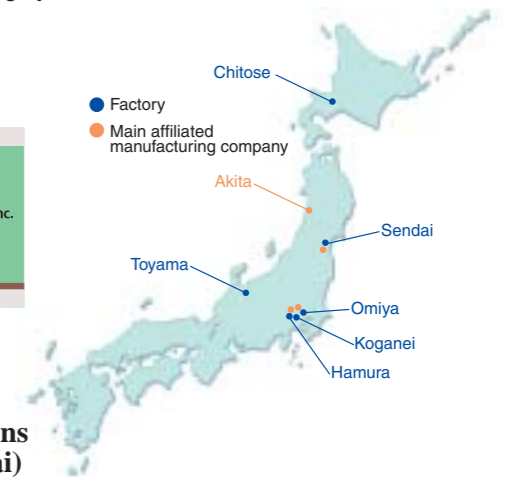 Chitose
Factory
Main affiliated
manufacturing company
Akita
nc.
Sendai
Toyama
Omiya
Koganei
Hamura
ns
ai)